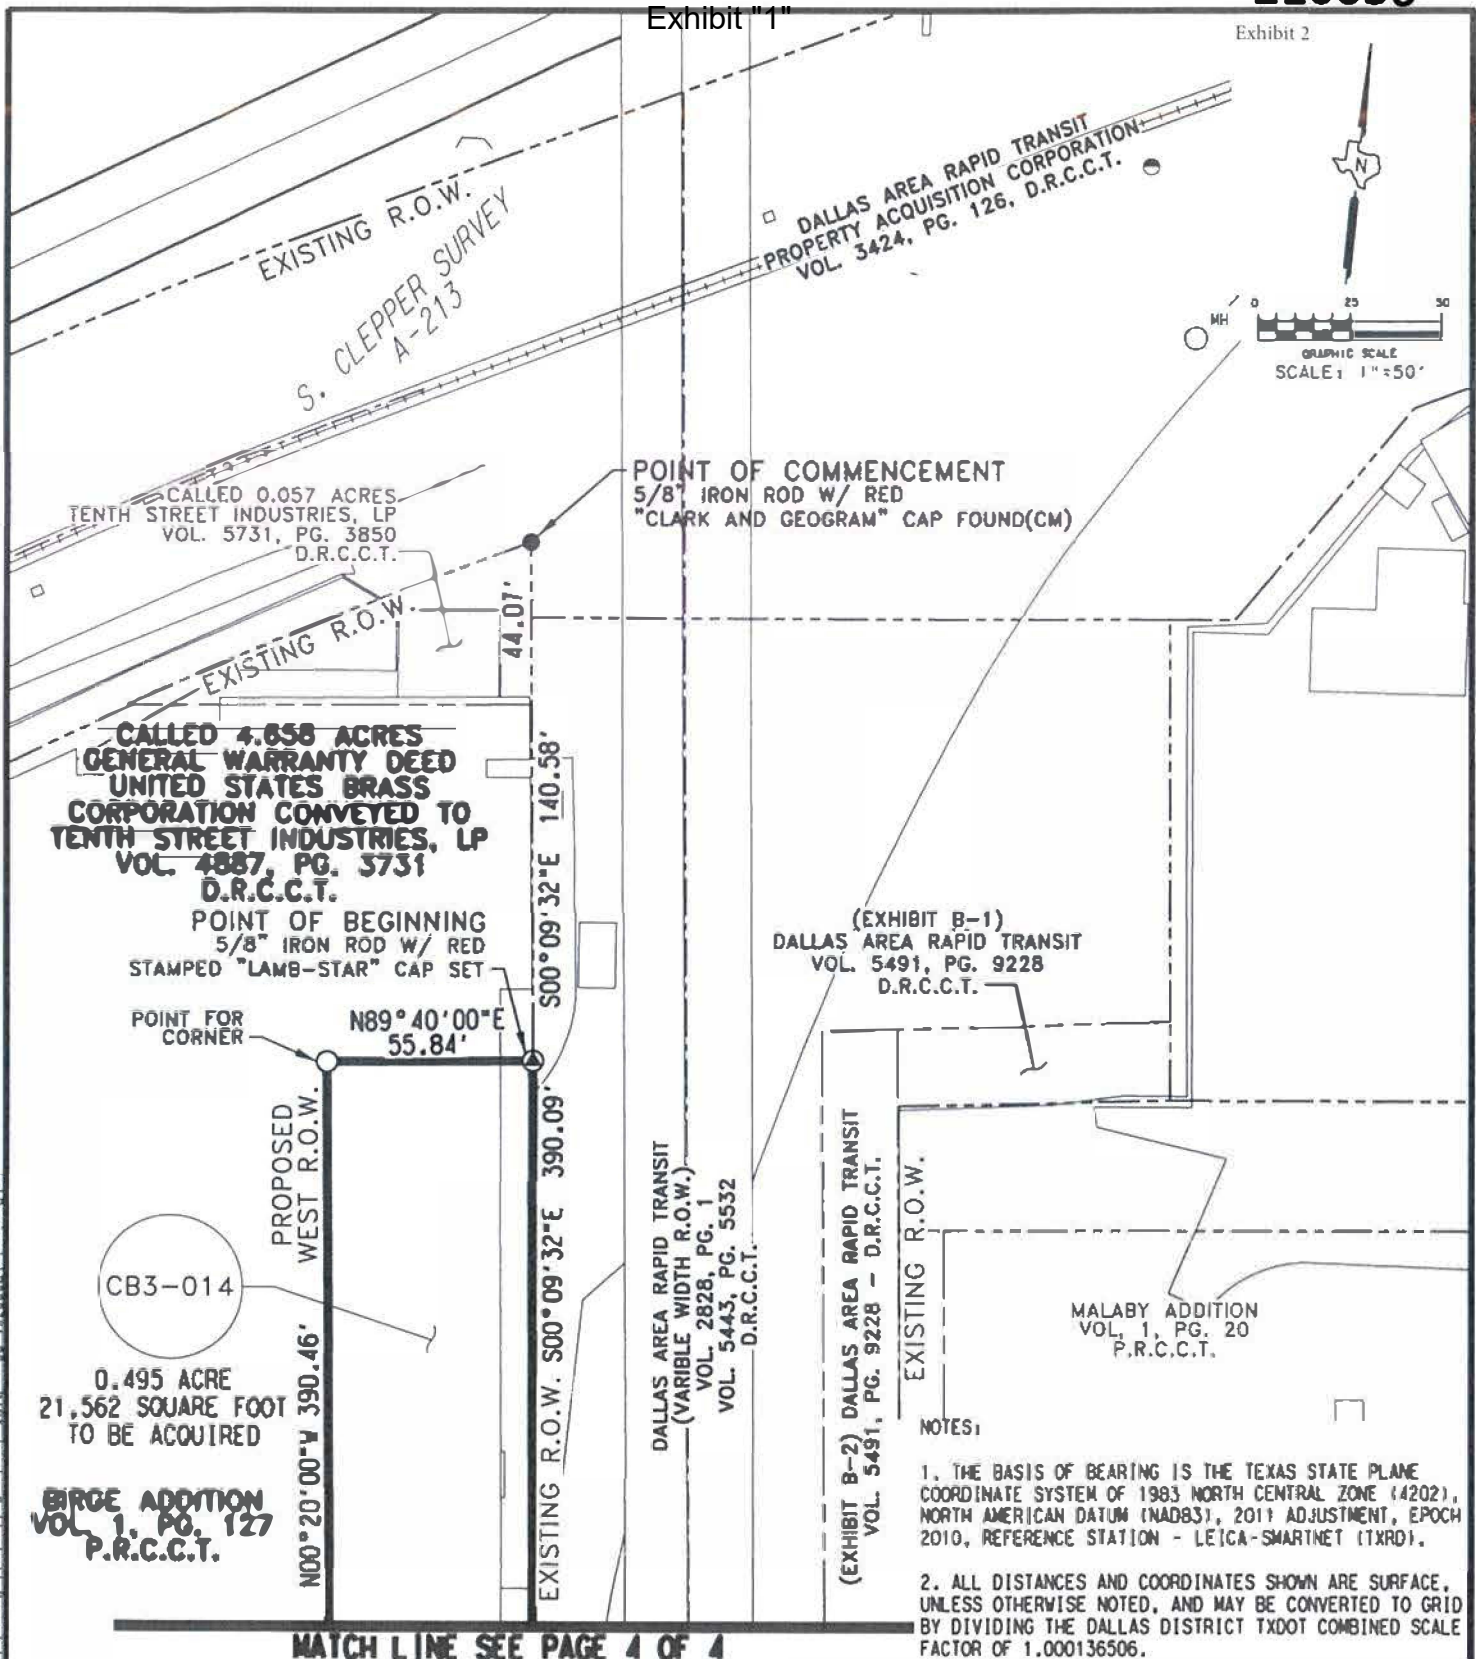 Exhibit "1"
Exhibit 2
N
0 25 50
GRAPHIC SCALE
SCALE: 1"=50'
MH
DALLAS AREA RAPID TRANSIT
PROPERTY ACQUISITION CORPORATION
VOL. 3424, PG. 126, D.R.C.C.T.
EXISTING R.O.W.
S. CLEPPER SURVEY
A-213
POINT OF COMMENCEMENT
5/8" IRON ROD W/ RED
"CLARK AND GEOGRAM" CAP FOUND(CM)
CALLED 0.057 ACRES
TENTH STREET INDUSTRIES, LP
VOL. 5731, PG. 3850
D.R.C.C.T.
44.07'
EXISTING R.O.W.
CALLED 4.658 ACRES
GENERAL WARRANTY DEED
UNITED STATES BRASS
CORPORATION CONVEYED TO
TENTH STREET INDUSTRIES, LP
VOL. 4887, PG. 3731
D.R.C.C.T.
S00°09'32"E 140.58'
POINT OF BEGINNING
5/8" IRON ROD W/ RED
STAMPED "LAMB-STAR" CAP SET
POINT FOR
CORNER
N89°40'00"E
55.84'
(EXHIBIT B-1)
DALLAS AREA RAPID TRANSIT
VOL. 5491, PG. 9228
D.R.C.C.T.
PROPOSED
WEST R.O.W.
N00°20'00"W 390.46'
EXISTING R.O.W. S00°09'32"E 390.09'
CB3-014
0.495 ACRE
21,562 SQUARE FOOT
TO BE ACQUIRED
BIRGE ADDITION
VOL. 1, PG. 127
P.R.C.C.T.
DALLAS AREA RAPID TRANSIT
(VARIBLE WIDTH R.O.W.)
VOL. 2828, PG. 1
VOL. 5443, PG. 5532
D.R.C.C.T.
(EXHIBIT B-2) DALLAS AREA RAPID TRANSIT
VOL. 5491, PG. 9228 - D.R.C.C.T.
EXISTING R.O.W.
MALABY ADDITION
VOL, 1, PG. 20
P.R.C.C.T.
NOTES:
1. THE BASIS OF BEARING IS THE TEXAS STATE PLANE
COORDINATE SYSTEM OF 1983 NORTH CENTRAL ZONE (4202),
NORTH AMERICAN DATUM (NAD83), 2011 ADJUSTMENT, EPOCH
2010, REFERENCE STATION - LEICA-SMARTNET (TXRD).
2. ALL DISTANCES AND COORDINATES SHOWN ARE SURFACE,
UNLESS OTHERWISE NOTED, AND MAY BE CONVERTED TO GRID
BY DIVIDING THE DALLAS DISTRICT TXDOT COMBINED SCALE
FACTOR OF 1.000136506.
MATCH LINE SEE PAGE 4 OF 4